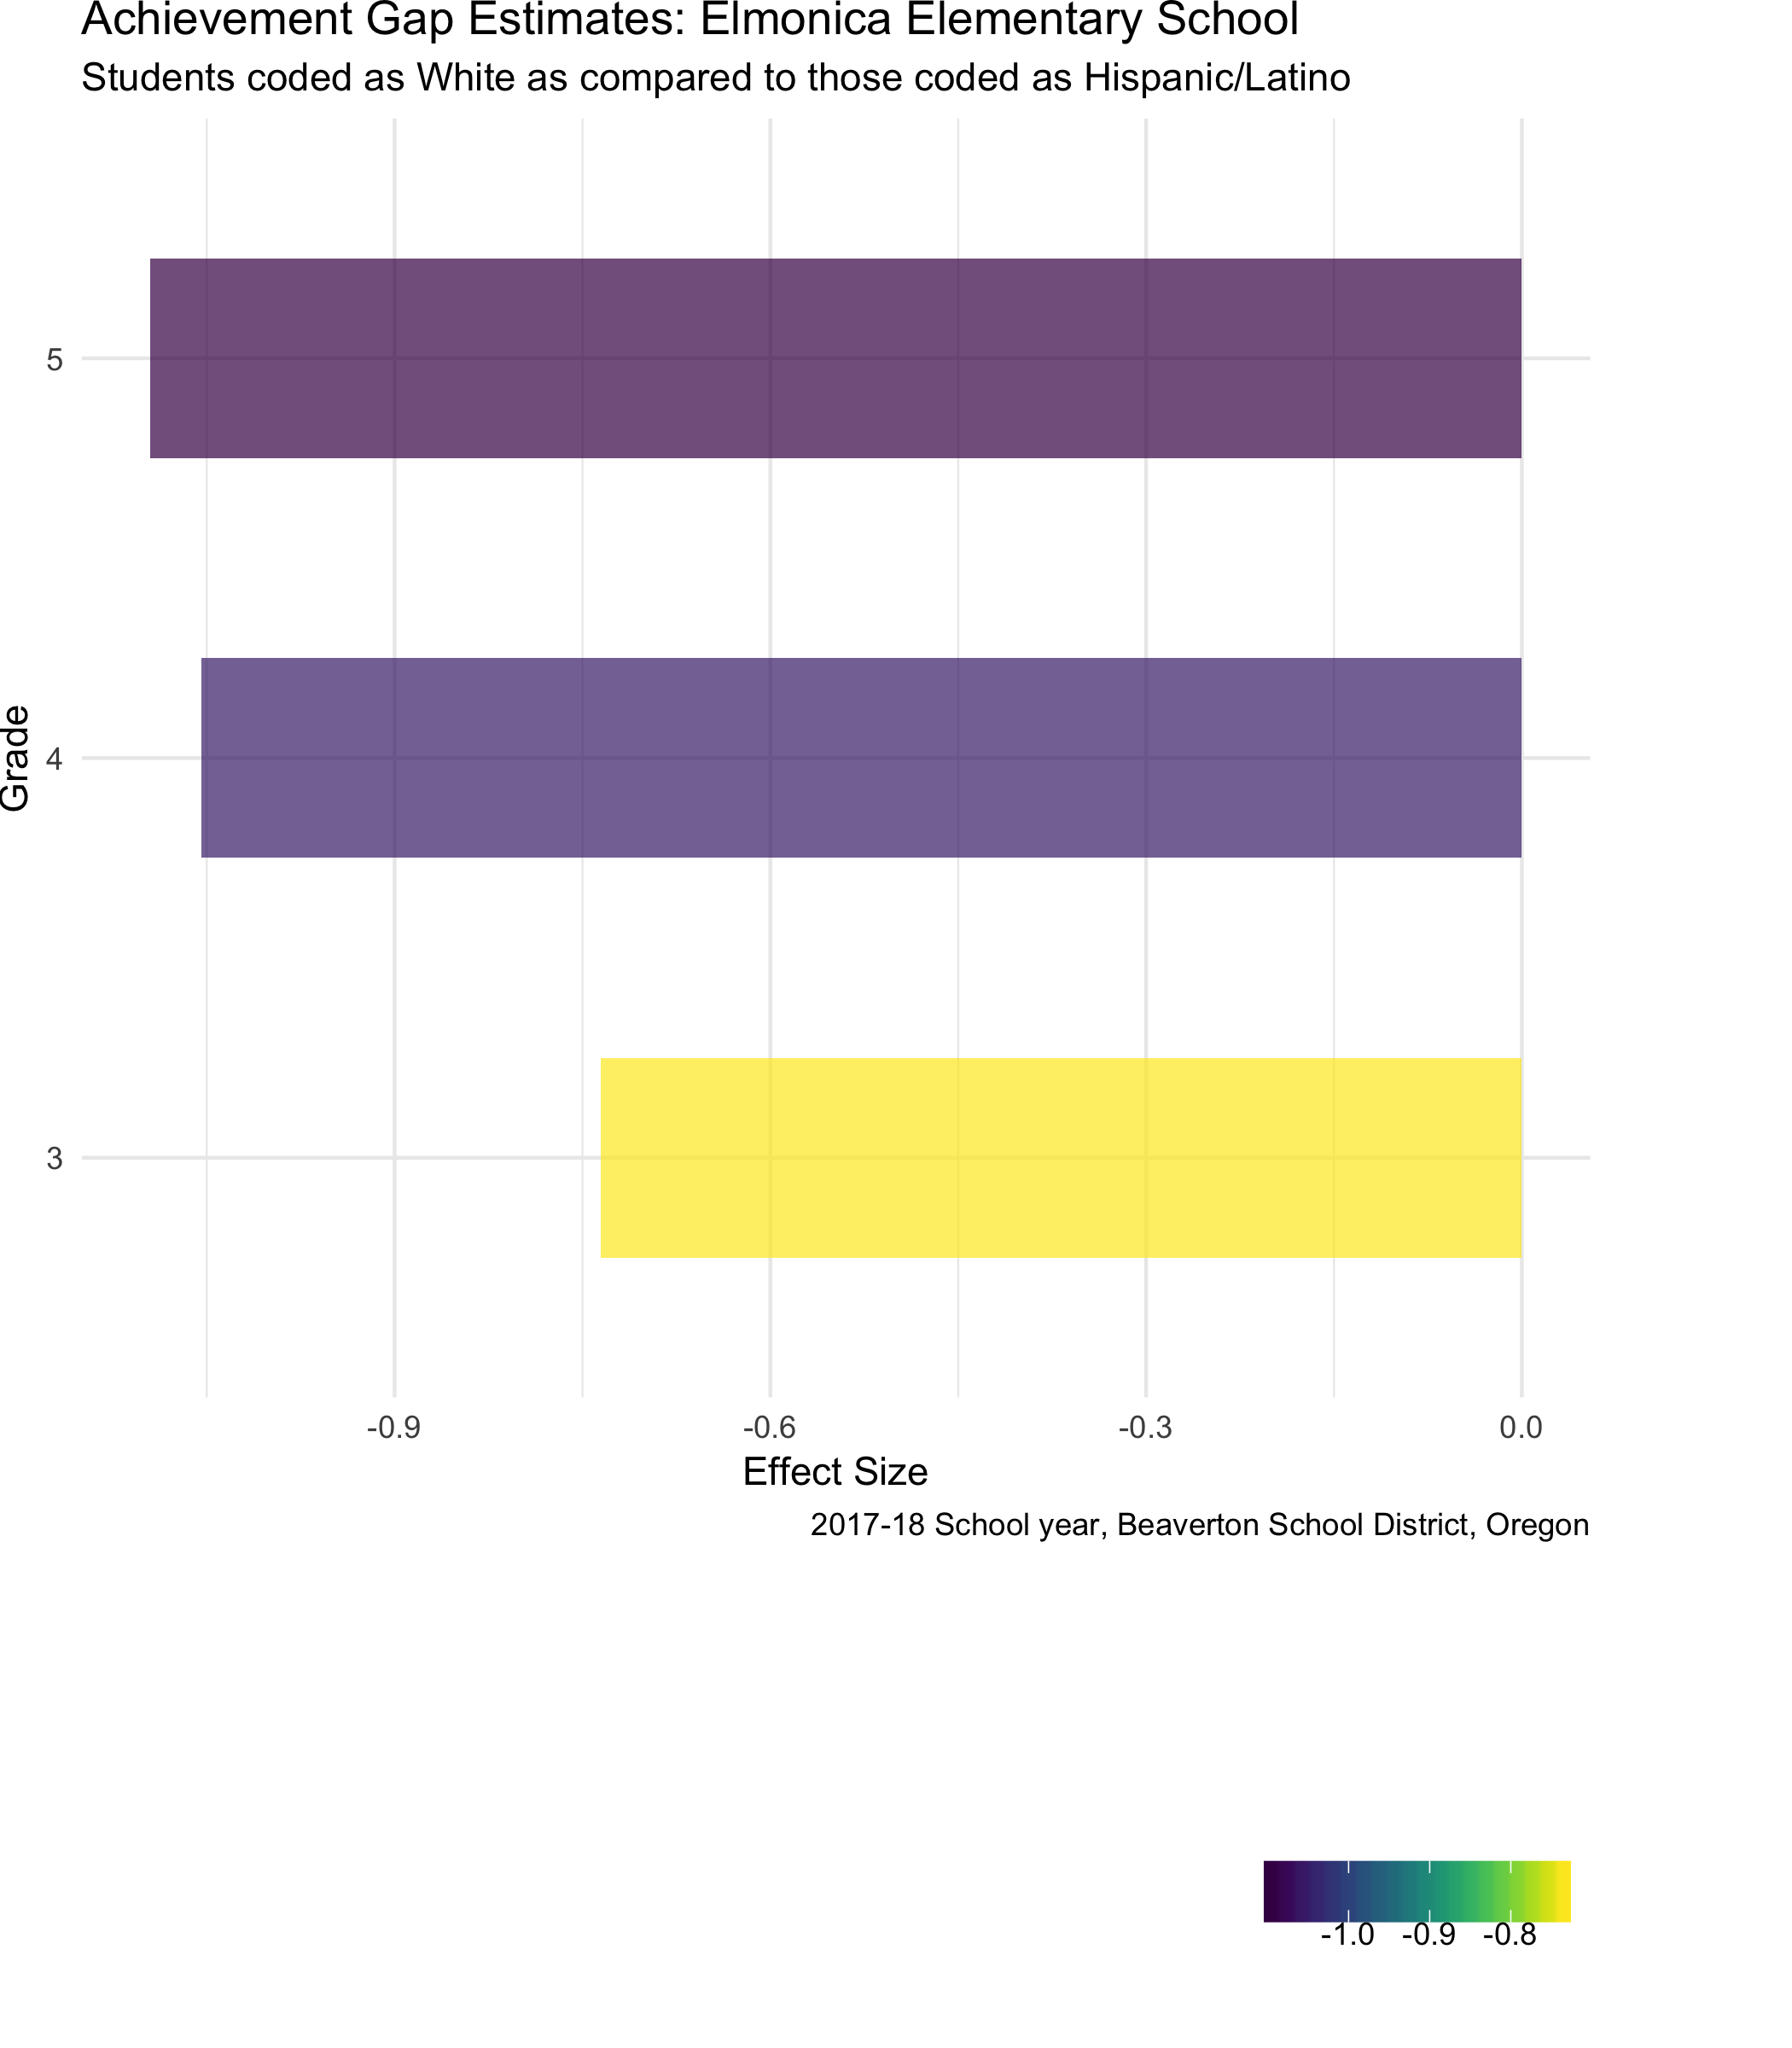 Achievement Gap Estimates: Elmonica Elementary School
Students coded as White as compared to those coded as Hispanic/Latino
5
4
3
Grade
-0.9 -0.6 -0.3 0.0
Effect Size
2017-18 School year, Beaverton School District, Oregon
-1.0 -0.9 -0.8